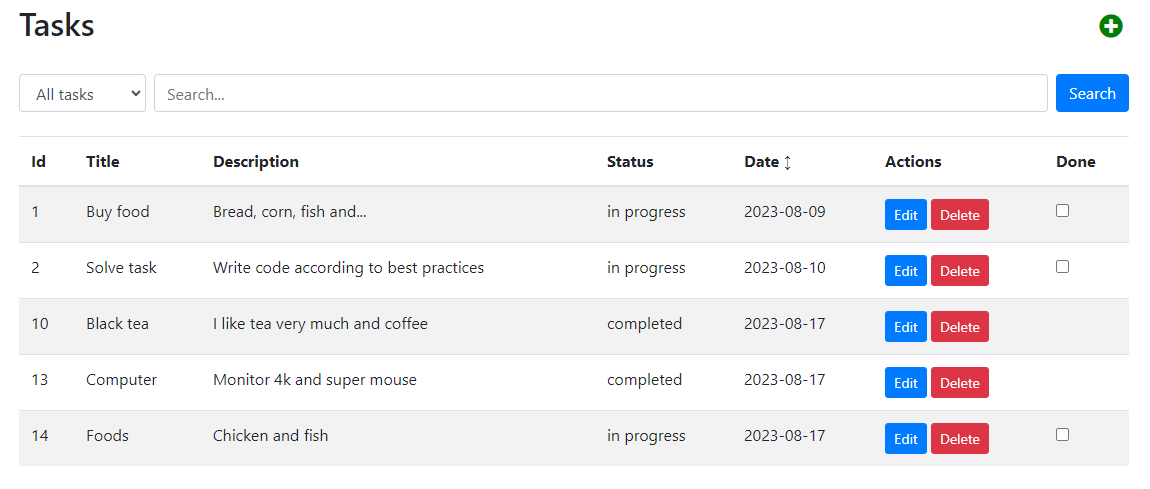 Tasks
All tasks Search... Search
Id Title Description Status Date ↕ Actions Done
1 Buy food Bread, corn, fish and... in progress 2023-08-09 Edit Delete
2 Solve task Write code according to best practices in progress 2023-08-10 Edit Delete
10 Black tea I like tea very much and coffee completed 2023-08-17 Edit Delete
13 Computer Monitor 4k and super mouse completed 2023-08-17 Edit Delete
14 Foods Chicken and fish in progress 2023-08-17 Edit Delete